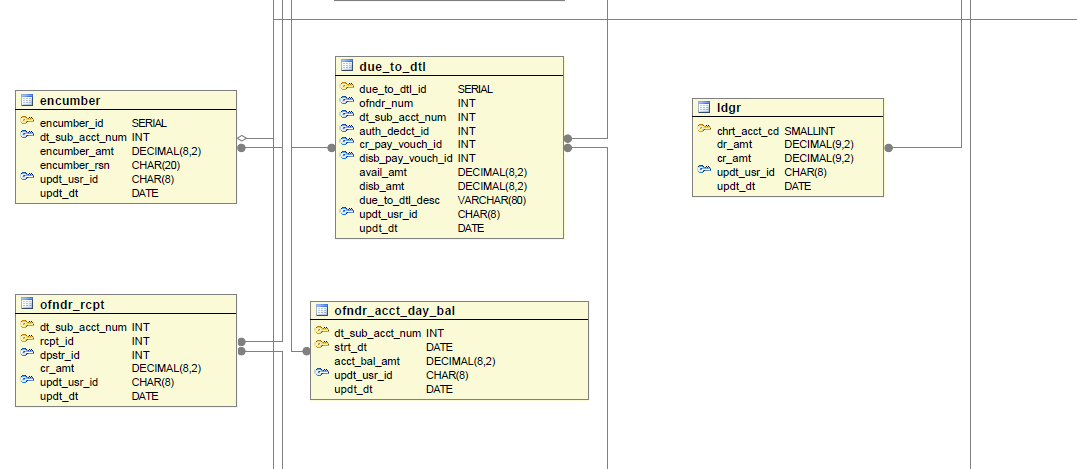 due_to_dtl
due_to_dtl_id SERIAL
ofndr_num INT
dt_sub_acct_num INT
auth_dedct_id INT
cr_pay_vouch_id INT
disb_pay_vouch_id INT
avail_amt DECIMAL(8,2)
disb_amt DECIMAL(8,2)
due_to_dtl_desc VARCHAR(80)
updt_usr_id CHAR(8)
updt_dt DATE
encumber
encumber_id SERIAL
dt_sub_acct_num INT
encumber_amt DECIMAL(8,2)
encumber_rsn CHAR(20)
updt_usr_id CHAR(8)
updt_dt DATE
ldgr
chrt_acct_cd SMALLINT
dr_amt DECIMAL(9,2)
cr_amt DECIMAL(9,2)
updt_usr_id CHAR(8)
updt_dt DATE
ofndr_rcpt
dt_sub_acct_num INT
rcpt_id INT
dpstr_id INT
cr_amt DECIMAL(8,2)
updt_usr_id CHAR(8)
updt_dt DATE
ofndr_acct_day_bal
dt_sub_acct_num INT
strt_dt DATE
acct_bal_amt DECIMAL(8,2)
updt_usr_id CHAR(8)
updt_dt DATE